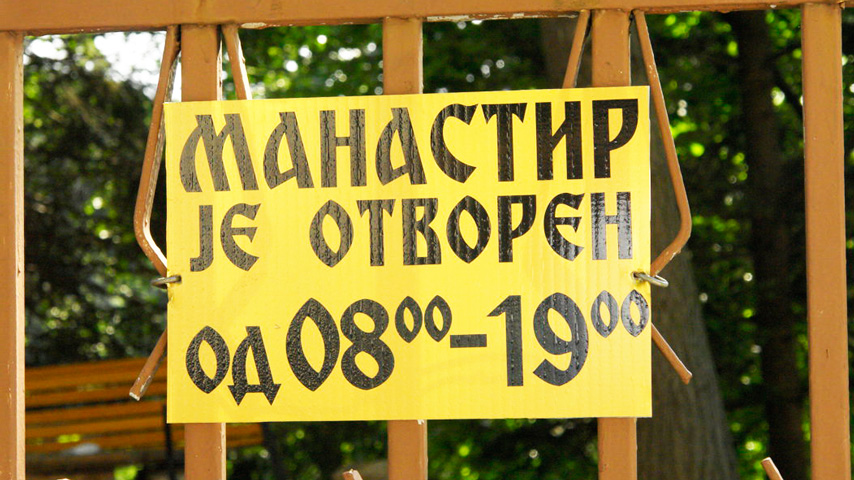 МАНАСТИР
ЈЕ ОТВОРЕН
ОД 08⁰⁰-19⁰⁰